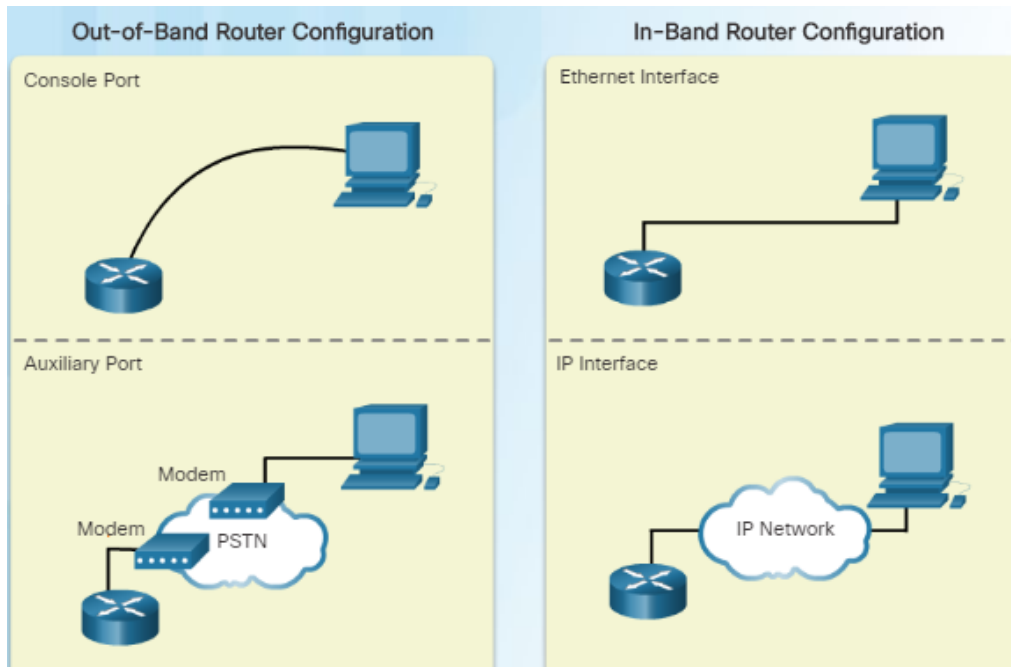 Out-of-Band Router Configuration
Console Port
Auxiliary Port
Modem
Modem
PSTN
In-Band Router Configuration
Ethernet Interface
IP Interface
IP Network